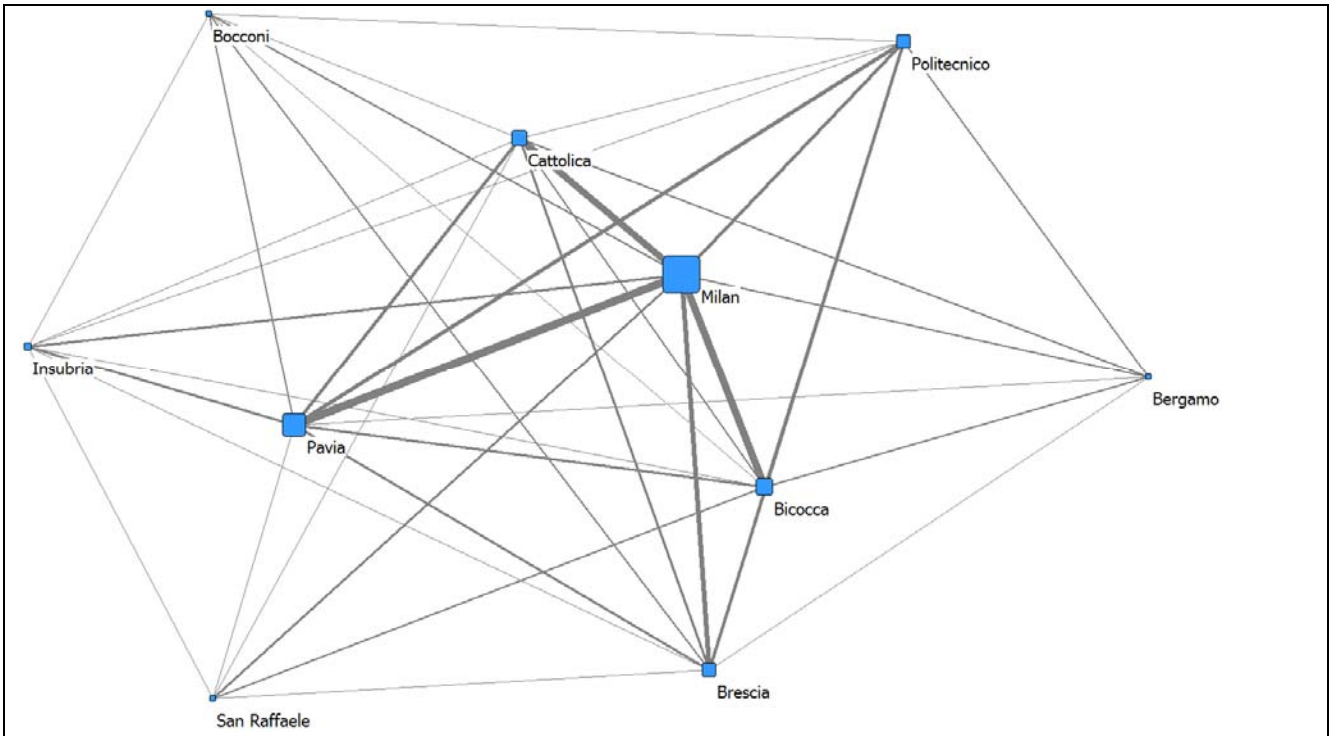 Bocconi
Politecnico
Cattolica
Milan
Insubria
Bergamo
Pavia
Bicocca
Brescia
San Raffaele